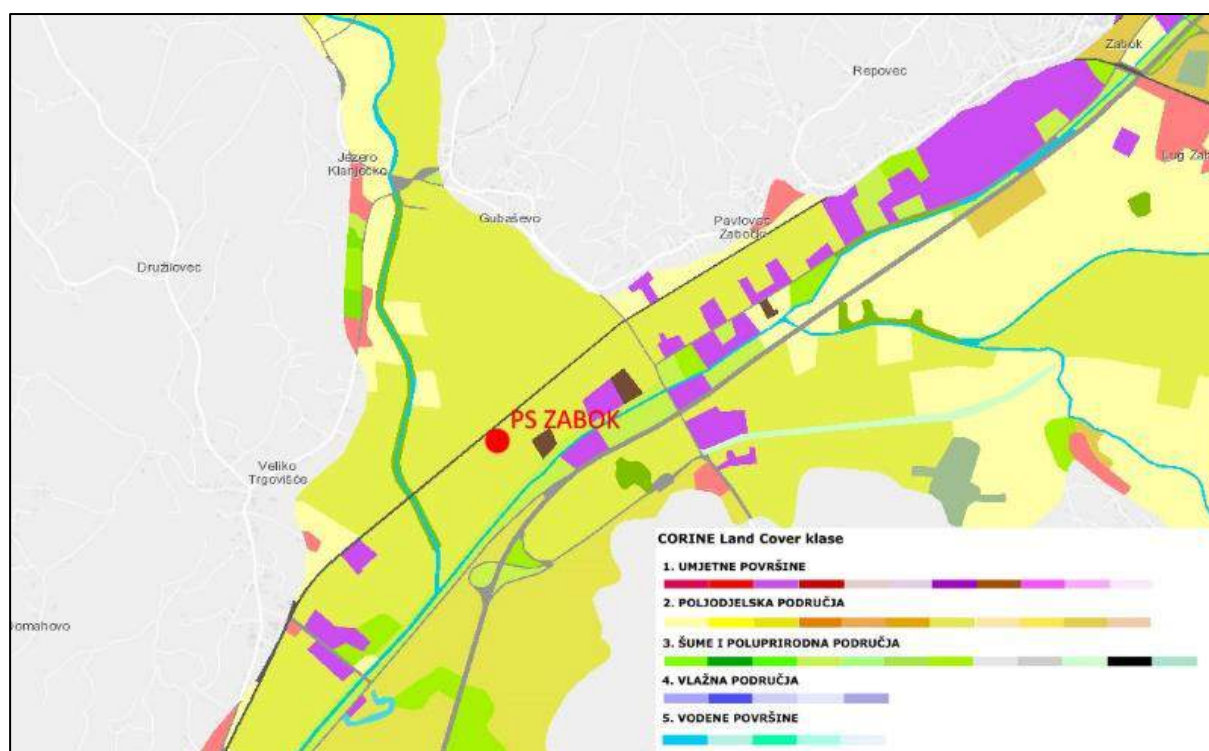 Zabok
Repovec
Jezero
Klanječko
Lug Zab
Gubaševo
Pavlovec
Zabočki
Družilovec
PS ZABOK
Veliko
Trgovišće
Domahovo
CORINE Land Cover klase
1. UMJETNE POVRŠINE
2. POLJODJELSKA PODRUČJA
3. ŠUME I POLUPRIRODNA PODRUČJA
4. VLAŽNA PODRUČJA
5. VODENE POVRŠINE